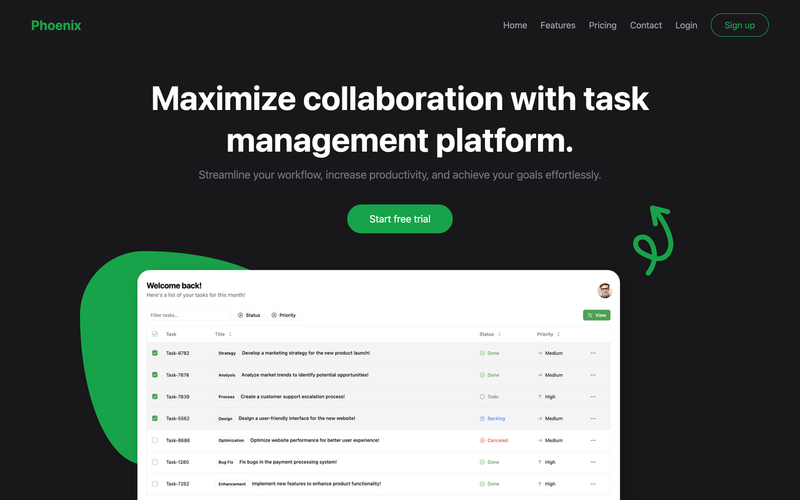 Phoenix
Home Features Pricing Contact Login Sign up
Maximize collaboration with task
management platform.
Streamline your workflow, increase productivity, and achieve your goals effortlessly.
Start free trial
Welcome back!
Here's a list of your tasks for this month!
Filter tasks... Status Priority View
Task Title Status Priority
Task-8782 Strategy Develop a marketing strategy for the new product launch! Done Medium
Task-7878 Analysis Analyze market trends to identify potential opportunities! Done Medium
Task-7839 Process Create a customer support escalation process! Todo High
Task-5562 Design Design a user-friendly interface for the new website! Backlog Medium
Task-8686 Optimization Optimize website performance for better user experience! Canceled Medium
Task-1280 Bug Fix Fix bugs in the payment processing system! Done High
Task-7262 Enhancement Implement new features to enhance product functionality! Done High